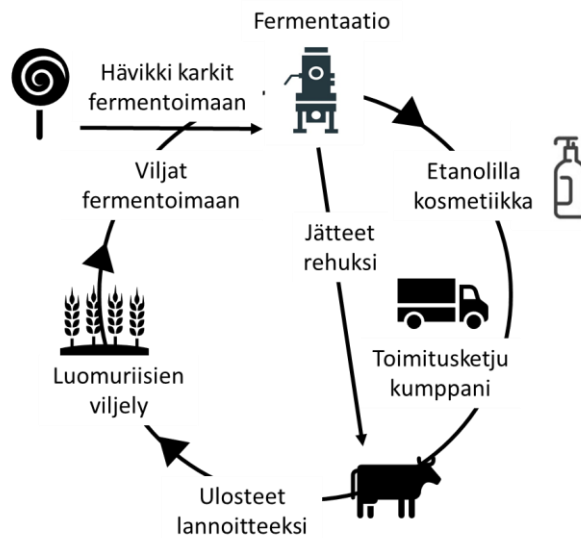 Fermentaatio
Hävikki karkit
fermentoimaan
Viljat
fermentoimaan
Etanolilla
kosmetiikka
Jätteet
rehuksi
Toimitusketju
kumppani
Luomuriisien
viljely
Ulosteet
lannoitteeksi